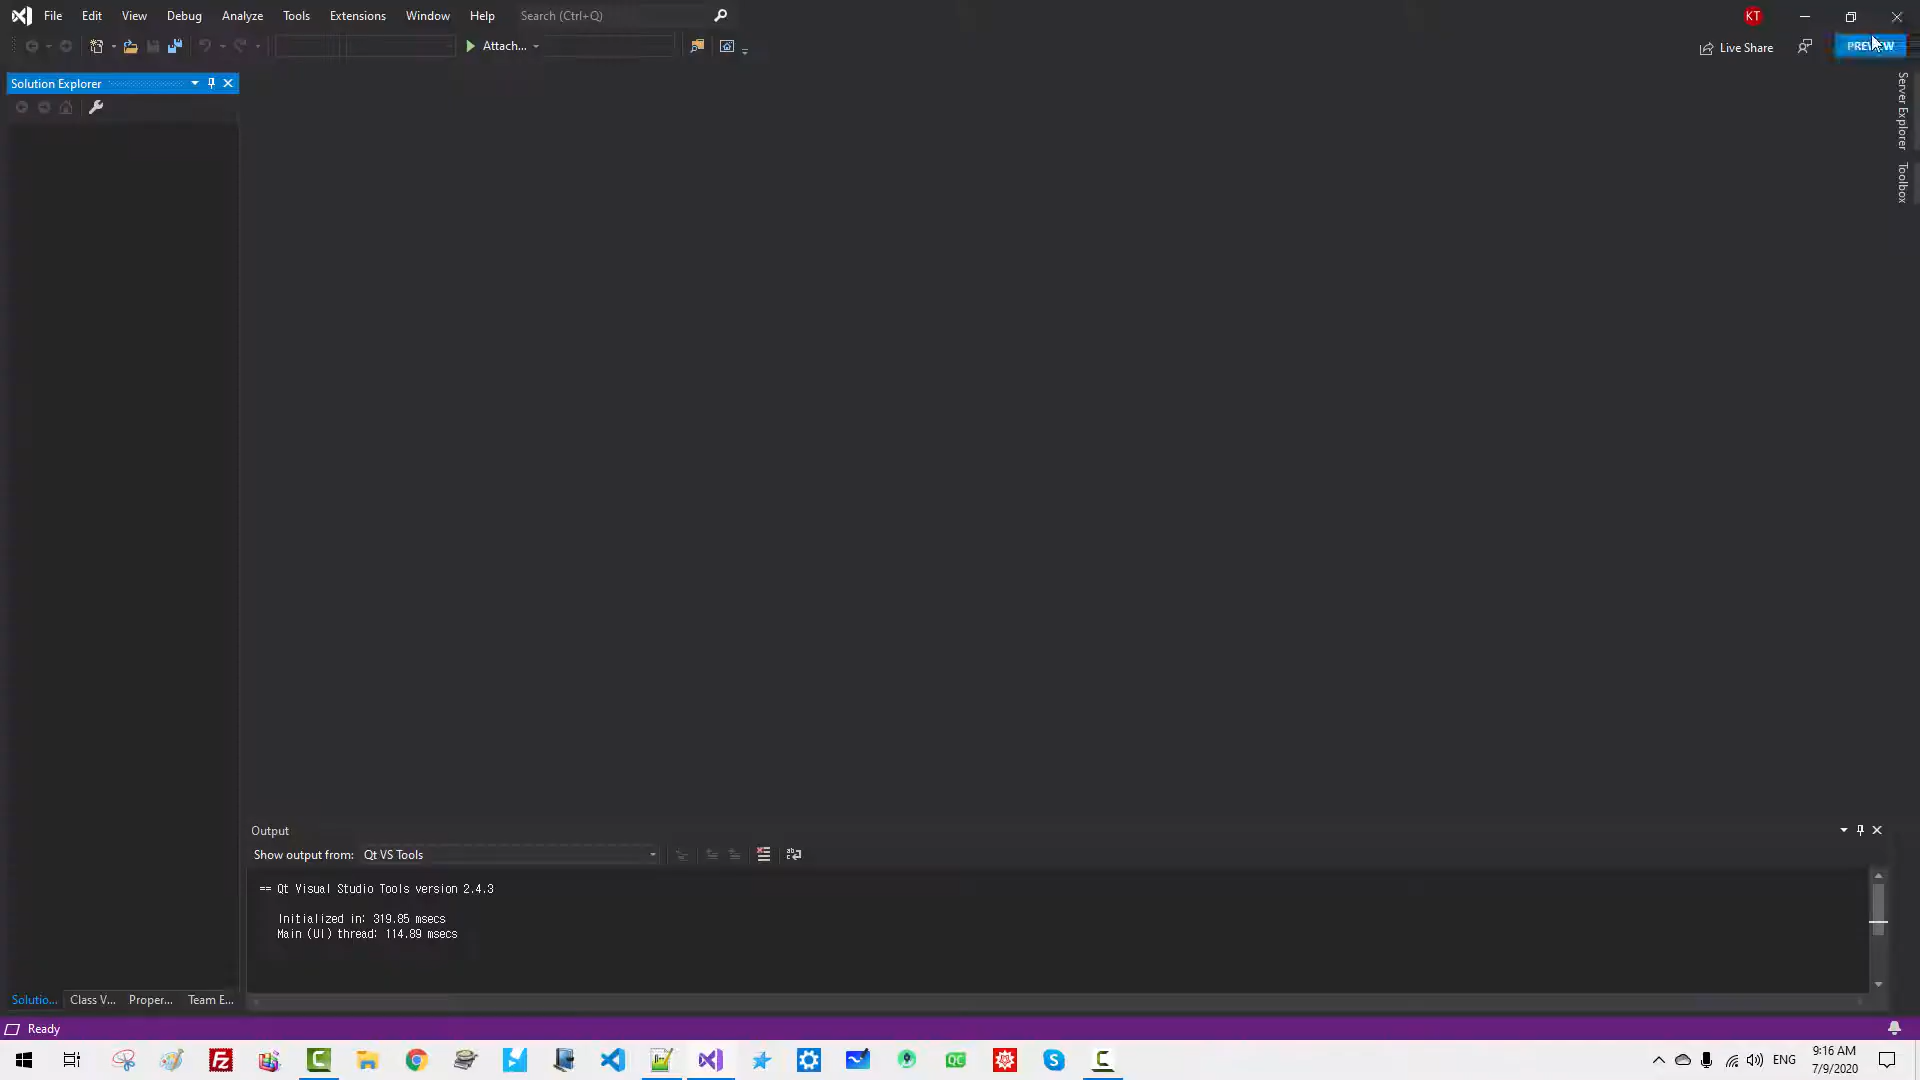 File Edit View Debug Analyze Tools Extensions Window Help Search (Ctrl+Q) KT
Attach... Live Share PREVIEW
Solution Explorer
Server Explorer
Toolbox
Output
Show output from: Qt VS Tools
== Qt Visual Studio Tools version 2.4.3
Initialized in: 319.85 msecs
Main (UI) thread: 114.89 msecs
Solutio... Class V... Proper... Team E...
Ready
ENG 9:16 AM
7/9/2020